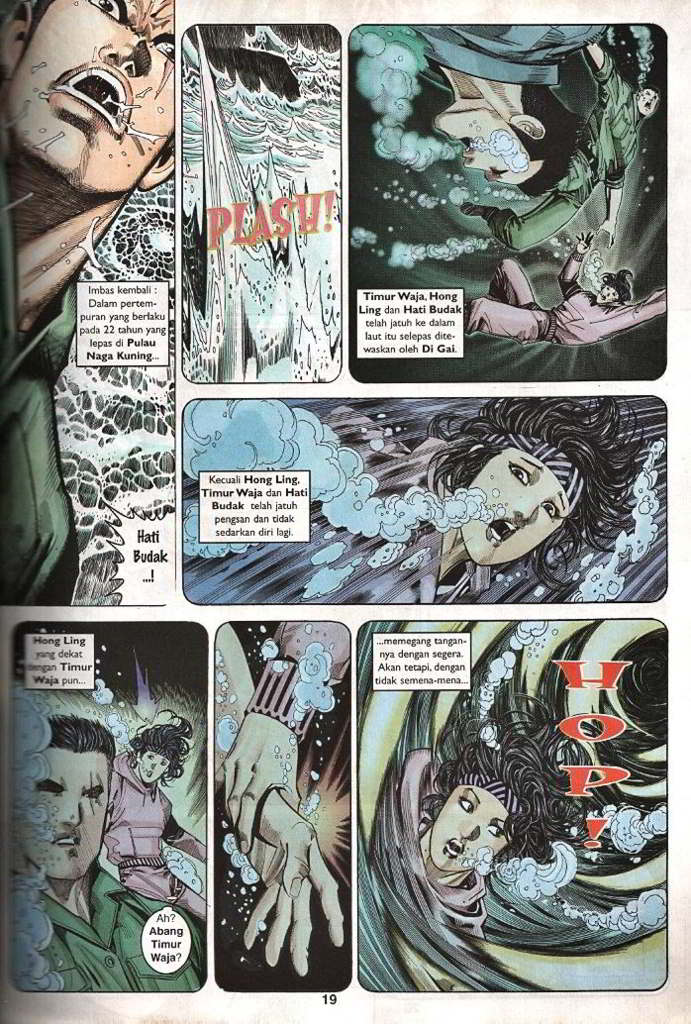 Imbas kembali :
Dalam pertem-
puran yang berlaku
pada 22 tahun yang
lepas di Pulau
Naga Kuning...
Hati
Budak
...!
PLASH!
Timur Waja, Hong
Ling dan Hati Budak
telah jatuh ke dalam
laut itu selepas dite-
waskan oleh Di Gai.
Kecuali Hong Ling,
Timur Waja dan Hati
Budak telah jatuh
pengsan dan tidak
sedarkan diri lagi.
Hong Ling
yang dekat
dengan Timur
Waja pun...
Ah?
Abang
Timur
Waja?
...memegang tangan-
nya dengan segera.
Akan tetapi, dengan
tidak semena-mena...
HOP!
19